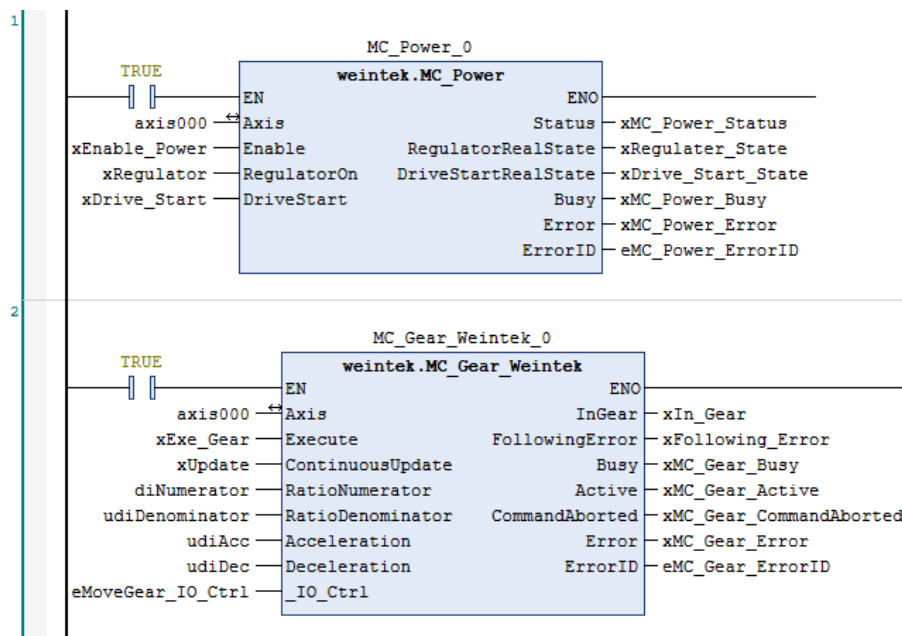 1
MC_Power_0
TRUE
weintek.MC_Power
EN ENO
axis000 Axis Status xMC_Power_Status
xEnable_Power Enable RegulatorRealState xRegulater_State
xRegulator RegulatorOn DriveStartRealState xDrive_Start_State
xDrive_Start DriveStart Busy xMC_Power_Busy
Error xMC_Power_Error
ErrorID eMC_Power_ErrorID
2
MC_Gear_Weintek_0
TRUE
weintek.MC_Gear_Weintek
EN ENO
axis000 Axis InGear xIn_Gear
xExe_Gear Execute FollowingError xFollowing_Error
xUpdate ContinuousUpdate Busy xMC_Gear_Busy
diNumerator RatioNumerator Active xMC_Gear_Active
udiDenominator RatioDenominator CommandAborted xMC_Gear_CommandAborted
udiAcc Acceleration Error xMC_Gear_Error
udiDec Deceleration ErrorID eMC_Gear_ErrorID
eMoveGear_IO_Ctrl _IO_Ctrl